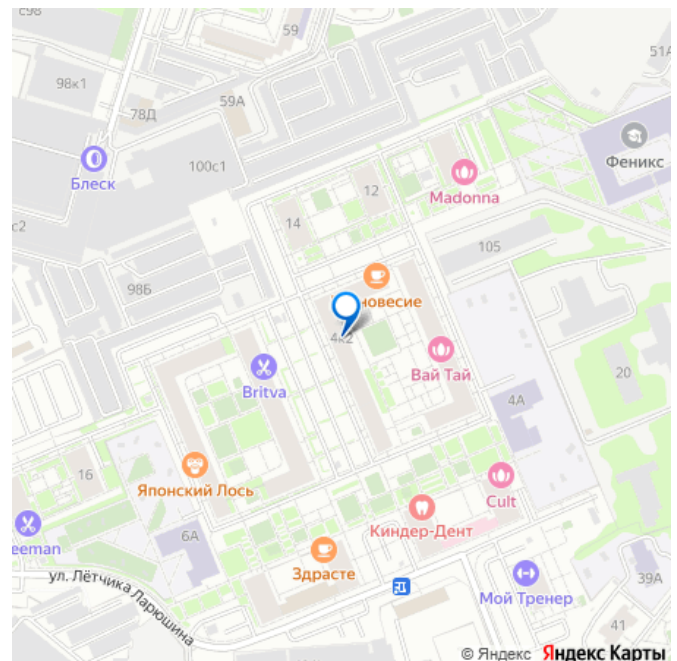 с98
59
51А
98к1
59А
78Д
Феникс
100с1
Блеск
12
Madonna
с2
14
105
98Б
новесие
4к2
20
Вай Тай
Britva
4А
16
Японский Лось
Cult
eeman
6А
Киндер-Дент
Здрасте
ул. Лётчика Ларюшина
39А
Мой Тренер
41
© Яндекс Яндекс Карты